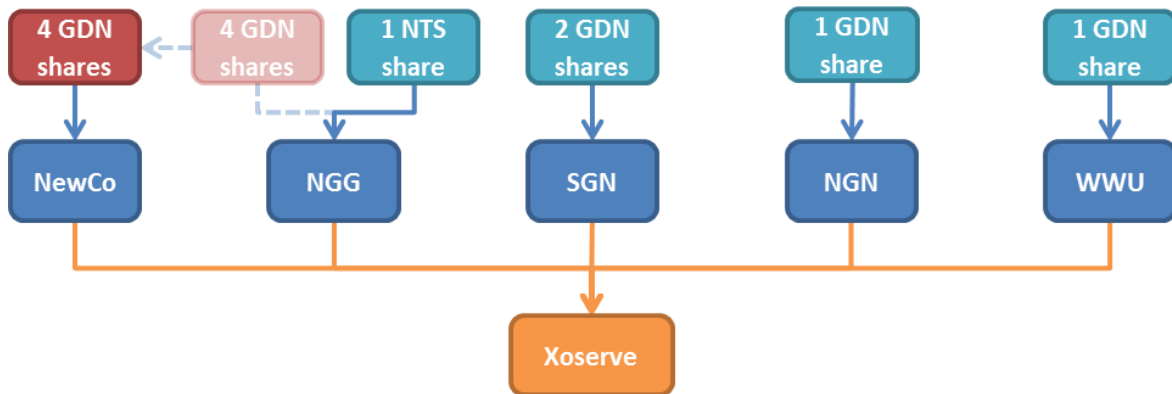 4 GDN
shares
4 GDN
shares
1 NTS
share
2 GDN
shares
1 GDN
share
1 GDN
share
NewCo
NGG
SGN
NGN
WWU
Xoserve